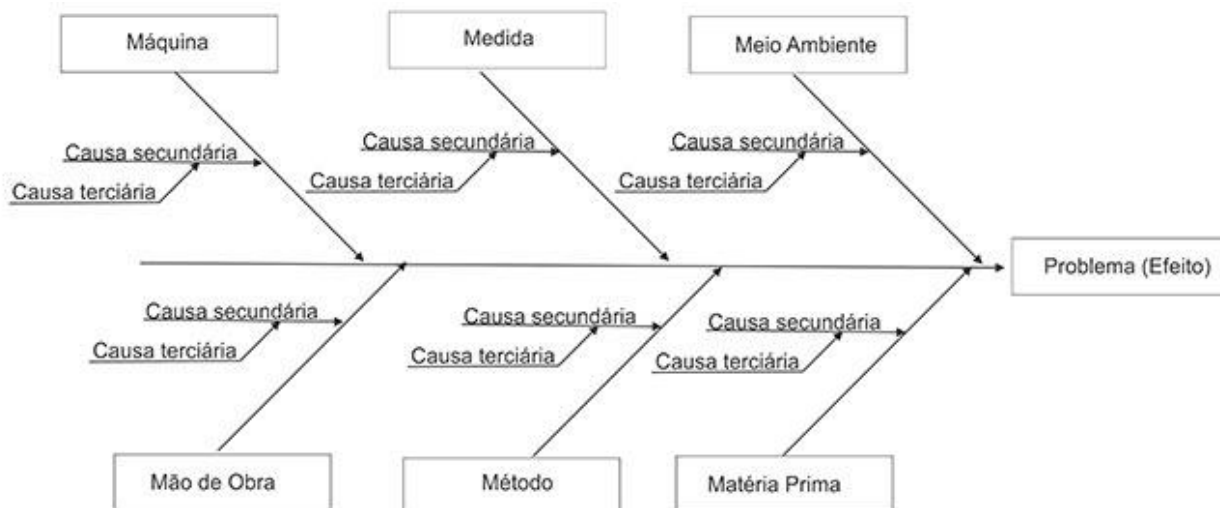 Máquina
Medida
Meio Ambiente
Causa secundária
Causa terciária
Causa secundária
Causa terciária
Causa secundária
Causa terciária
Problema (Efeito)
Causa secundária
Causa terciária
Causa secundária
Causa terciária
Causa secundária
Causa terciária
Mão de Obra
Método
Matéria Prima